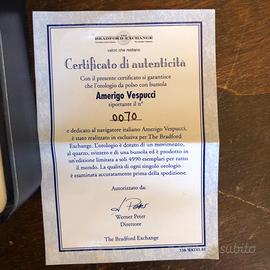 BRADFORD EXCHANGE
valori che restano
Certificato di autenticità
Con il presente certificato si garantisce
che l'orologio da polso con bussola
Amerigo Vespucci
riportante il n°
0070
e dedicato al navigatore italiano Amerigo Vespucci,
è stato realizzato in esclusiva per The Bradford
Exchange. L'orologio è dotato di un movimento,
al quarzo, svizzero e di una bussola ed è prodotto in
un'edizione limitata a soli 4990 esemplari per tutto
il mondo. La qualità di ogni singolo orologio è
esaminata accuratamente prima della spedizione.
Autorizzato da:
Werner Peter
Direttore
The Bradford Exchange
subito